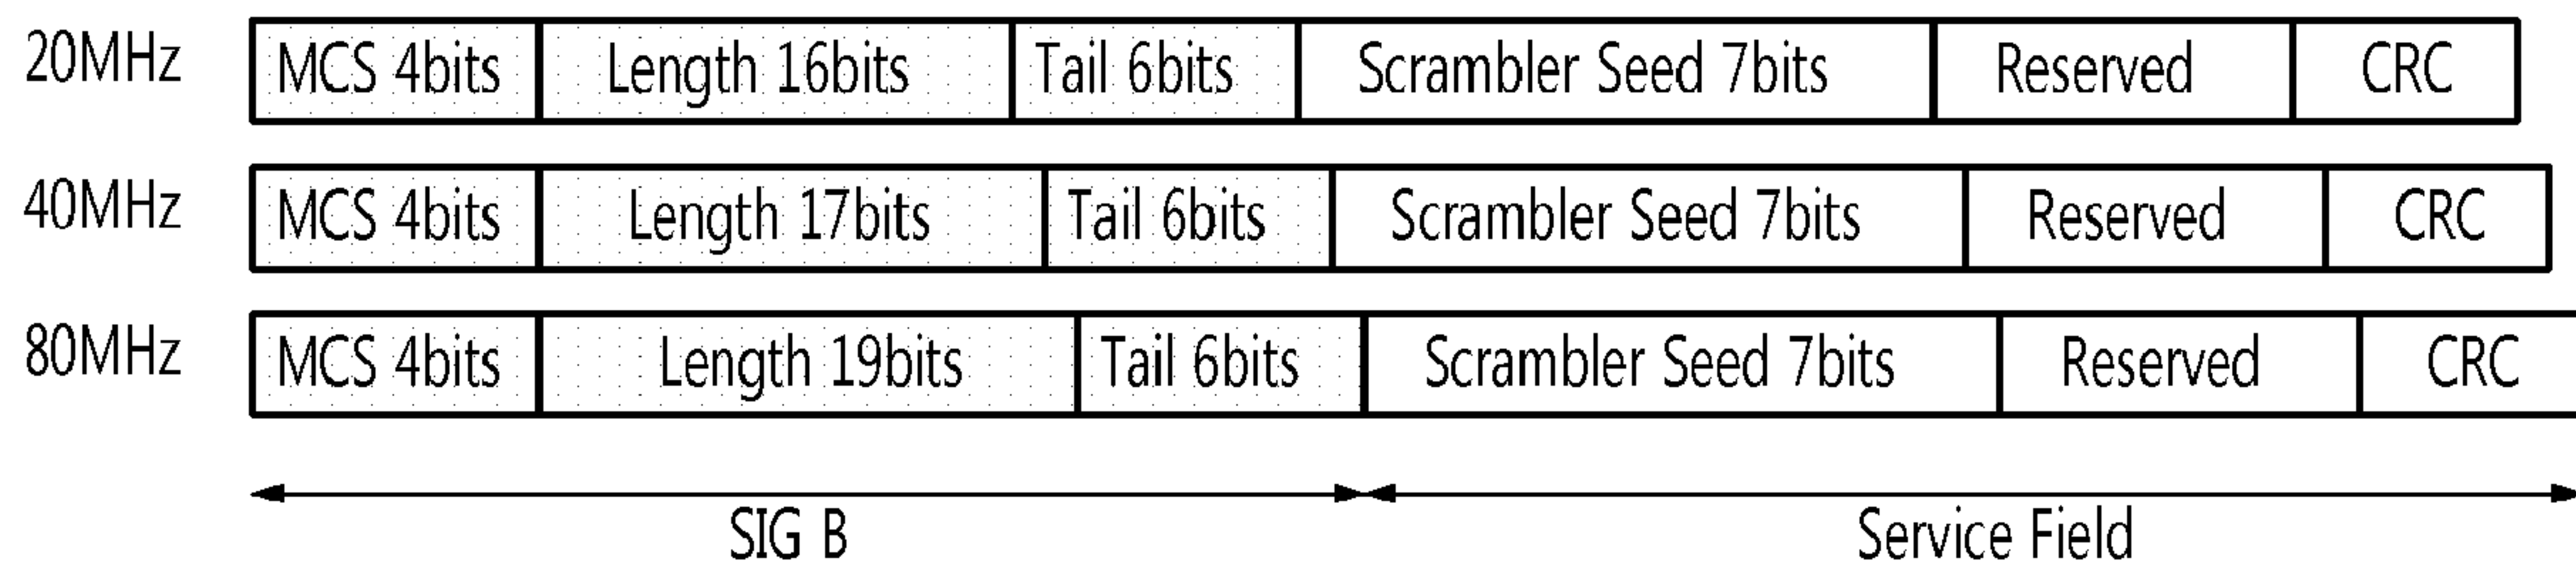 20MHz MCS 4bits Length 16bits Tail 6bits Scrambler Seed 7bits Reserved CRC
40MHz MCS 4bits Length 17bits Tail 6bits Scrambler Seed 7bits Reserved CRC
80MHz MCS 4bits Length 19bits Tail 6bits Scrambler Seed 7bits Reserved CRC
SIG B Service Field